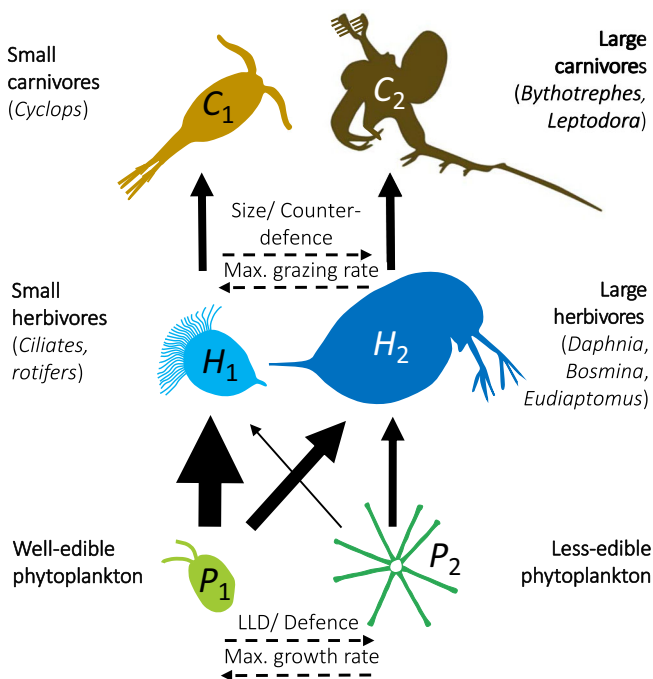 Small
carnivores
(Cyclops)
C1
C2
Large
carnivores
(Bythotrephes,
Leptodora)
Size/ Counter-
defence
Max. grazing rate
Small
herbivores
(Ciliates,
rotifers)
H1
H2
Large
herbivores
(Daphnia,
Bosmina,
Eudiaptomus)
Well-edible
phytoplankton
P1
P2
Less-edible
phytoplankton
LLD/ Defence
Max. growth rate